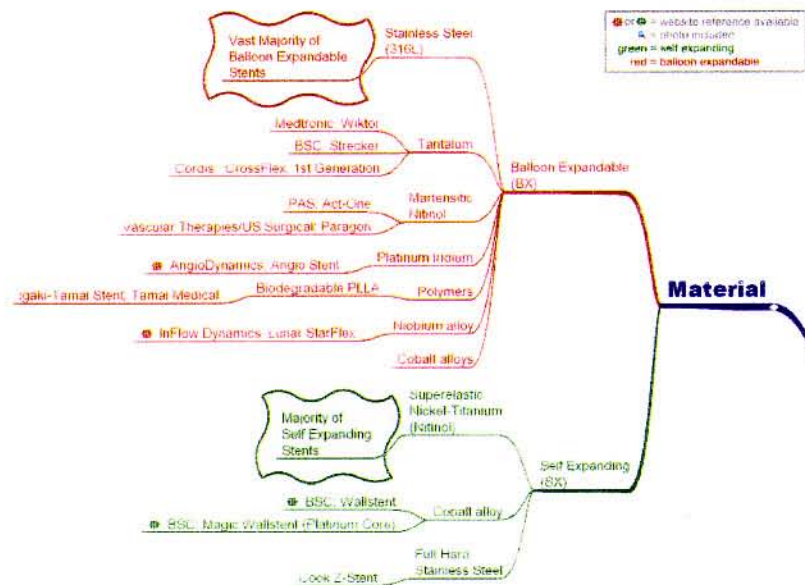 or = website reference available
= photo included
green = self expanding
red = balloon expandable
Vast Majority of
Balloon Expandable
Stents
Stainless Steel
(316L)
Medtronic, Wiktor
BSC, Strecker
Cordis, CrossFlex, 1st Generation
Tantalum
Balloon Expandable
(BX)
PAS, Act-One
Vascular Therapies/US Surgical: Paragon
Martensitic
Nitinol
AngioDynamics, Angio Stent
Platinum Iridium
Igaki-Tamai Stent, Tamai Medical
Biodegradable PLLA
Polymers
Material
InFlow Dynamics, Lunar StarFlex
Niobium alloy
Cobalt alloys
Majority of
Self Expanding
Stents
Superelastic
Nickel-Titanium
(Nitinol)
Self Expanding
(SX)
BSC, Wallstent
BSC, Magic Wallstent (Platinum Core)
Cobalt alloy
Cook Z-Stent
Full Hard
Stainless Steel